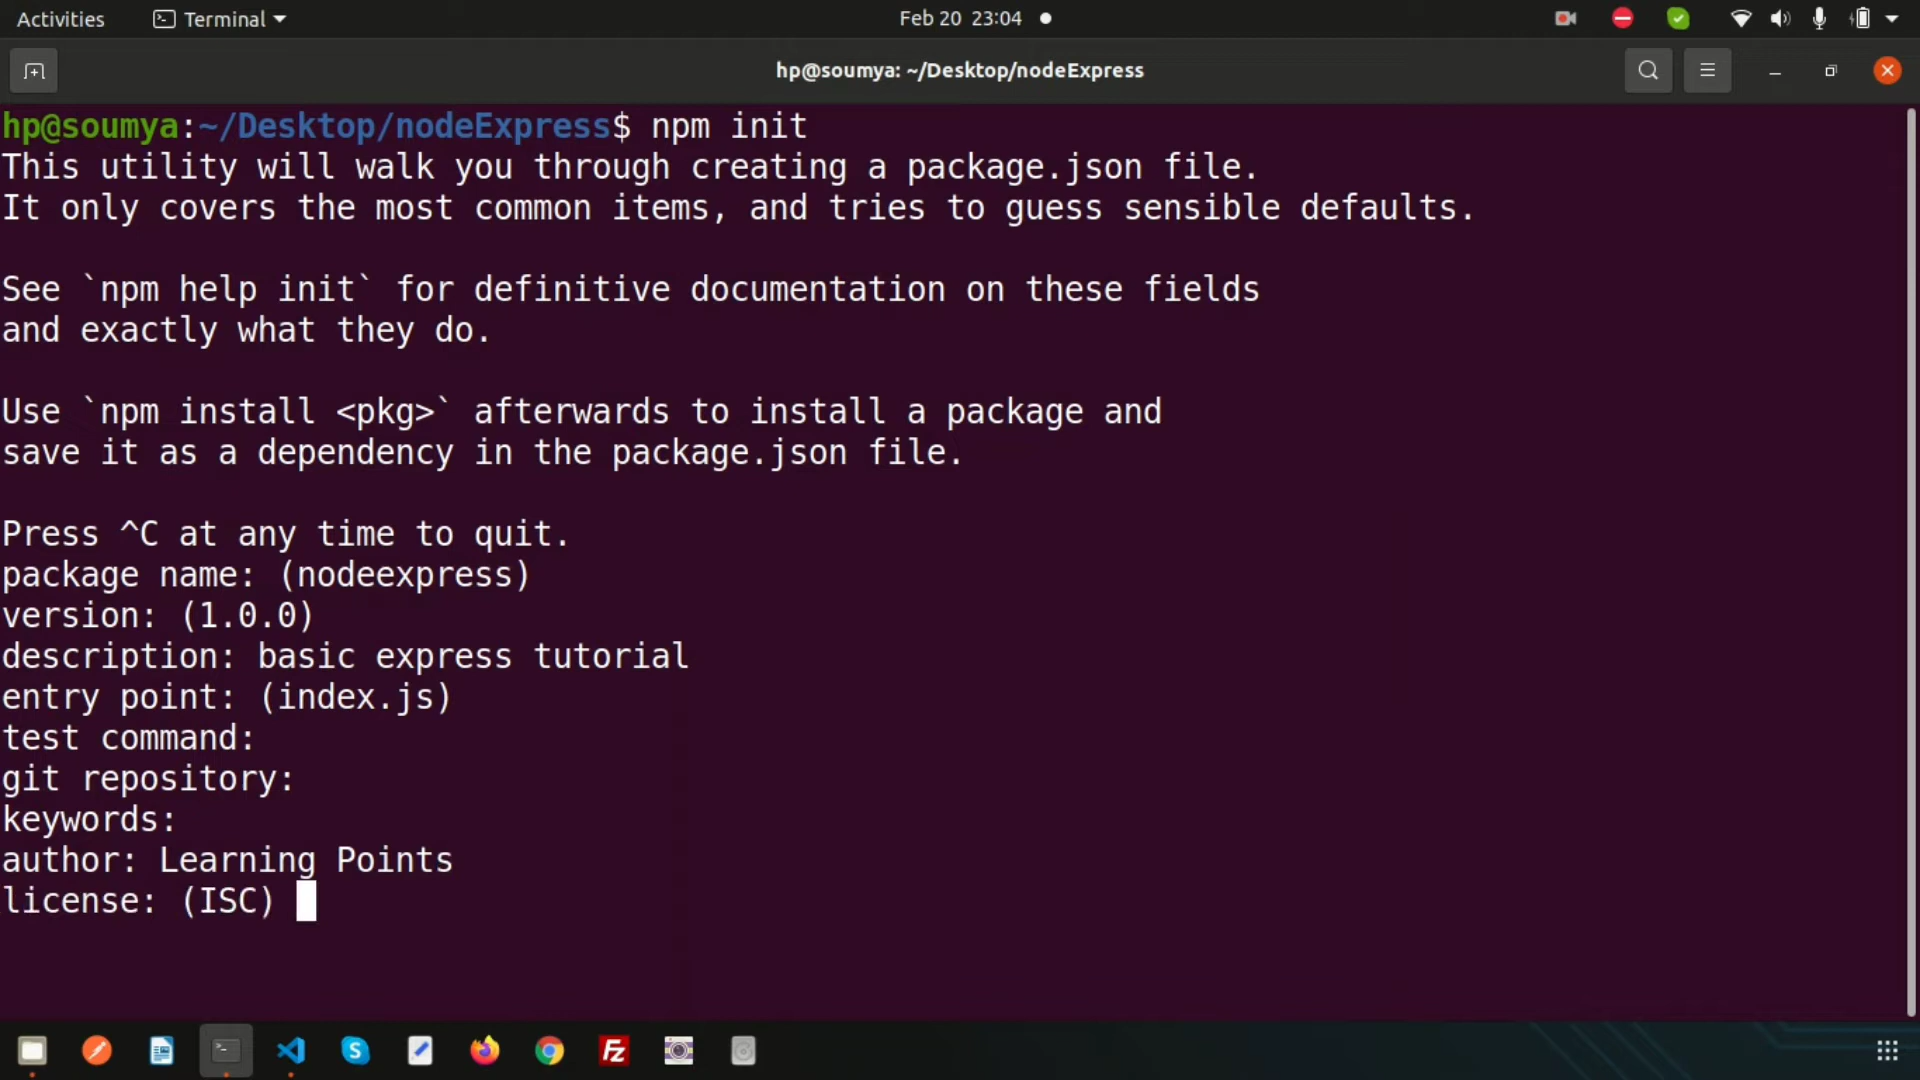 Activities Terminal Feb 20 23:04
hp@soumya: ~/Desktop/nodeExpress
hp@soumya:~/Desktop/nodeExpress$ npm init
This utility will walk you through creating a package.json file.
It only covers the most common items, and tries to guess sensible defaults.
See `npm help init` for definitive documentation on these fields
and exactly what they do.
Use `npm install <pkg>` afterwards to install a package and
save it as a dependency in the package.json file.
Press ^C at any time to quit.
package name: (nodeexpress)
version: (1.0.0)
description: basic express tutorial
entry point: (index.js)
test command:
git repository:
keywords:
author: Learning Points
license: (ISC)